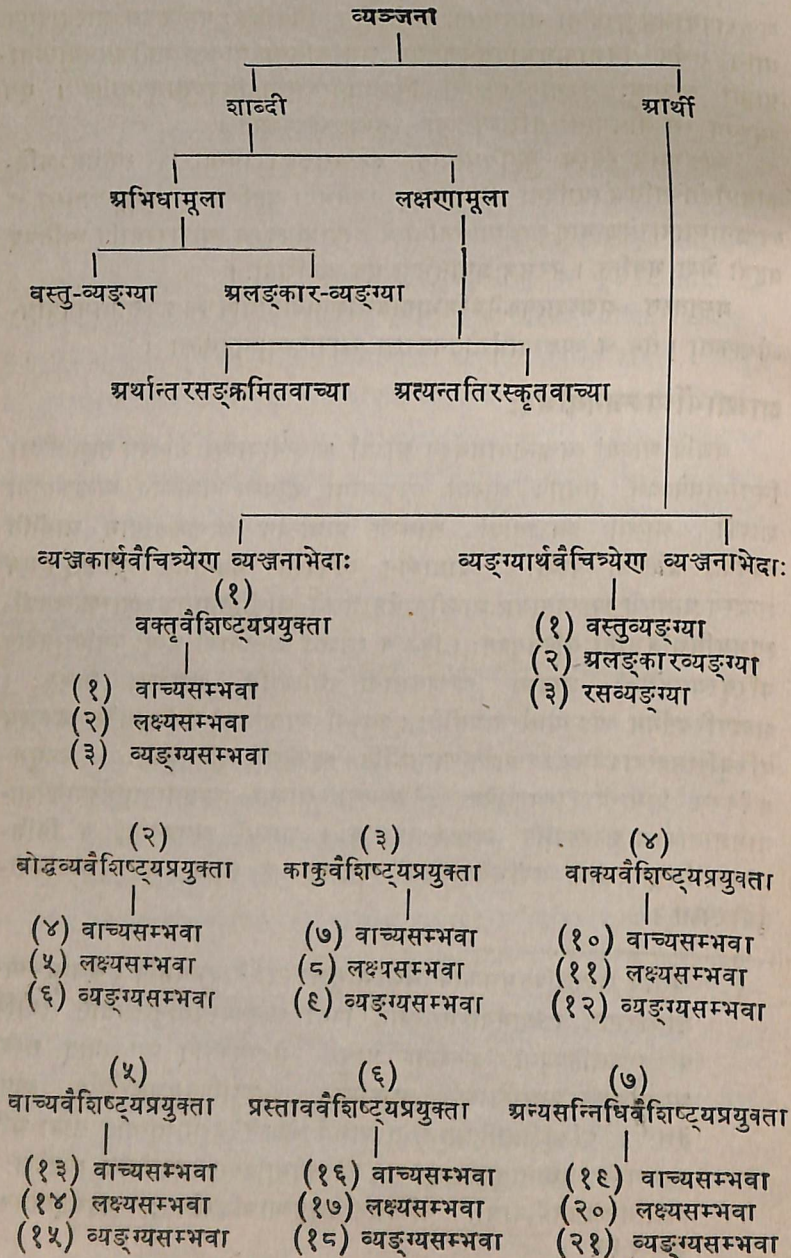 व्यञ्जना
शाब्दी आर्थी
अभिधामूला लक्षणामूला
वस्तु-व्यङ्ग्या अलङ्कार-व्यङ्ग्या
अर्थान्तरसङ्क्रमितवाच्या अत्यन्ततिरस्कृतवाच्या
व्यञ्जकार्थवैचित्र्येण व्यञ्जनाभेदाः व्यङ्ग्यार्थवैचित्र्येण व्यञ्जनाभेदाः
(१)
वक्तृवैशिष्ट्यप्रयुक्ता
(१) वस्तुव्यङ्ग्या
(२) अलङ्कारव्यङ्ग्या
(३) रसव्यङ्ग्या
(१) वाच्यसम्भवा
(२) लक्ष्यसम्भवा
(३) व्यङ्ग्यसम्भवा
(२) (३) (४)
बोद्धव्यवैशिष्ट्यप्रयुक्ता काकुवैशिष्ट्यप्रयुक्ता वाक्यवैशिष्ट्यप्रयुक्ता
(४) वाच्यसम्भवा (७) वाच्यसम्भवा (१०) वाच्यसम्भवा
(५) लक्ष्यसम्भवा (८) लक्ष्यसम्भवा (११) लक्ष्यसम्भवा
(६) व्यङ्ग्यसम्भवा (९) व्यङ्ग्यसम्भवा (१२) व्यङ्ग्यसम्भवा
(५) (६) (७)
वाच्यवैशिष्ट्यप्रयुक्ता प्रस्ताववैशिष्ट्यप्रयुक्ता अन्यसन्निधिवैशिष्ट्यप्रयुक्ता
(१३) वाच्यसम्भवा (१६) वाच्यसम्भवा (१९) वाच्यसम्भवा
(१४) लक्ष्यसम्भवा (१७) लक्ष्यसम्भवा (२०) लक्ष्यसम्भवा
(१५) व्यङ्ग्यसम्भवा (१८) व्यङ्ग्यसम्भवा (२१) व्यङ्ग्यसम्भवा